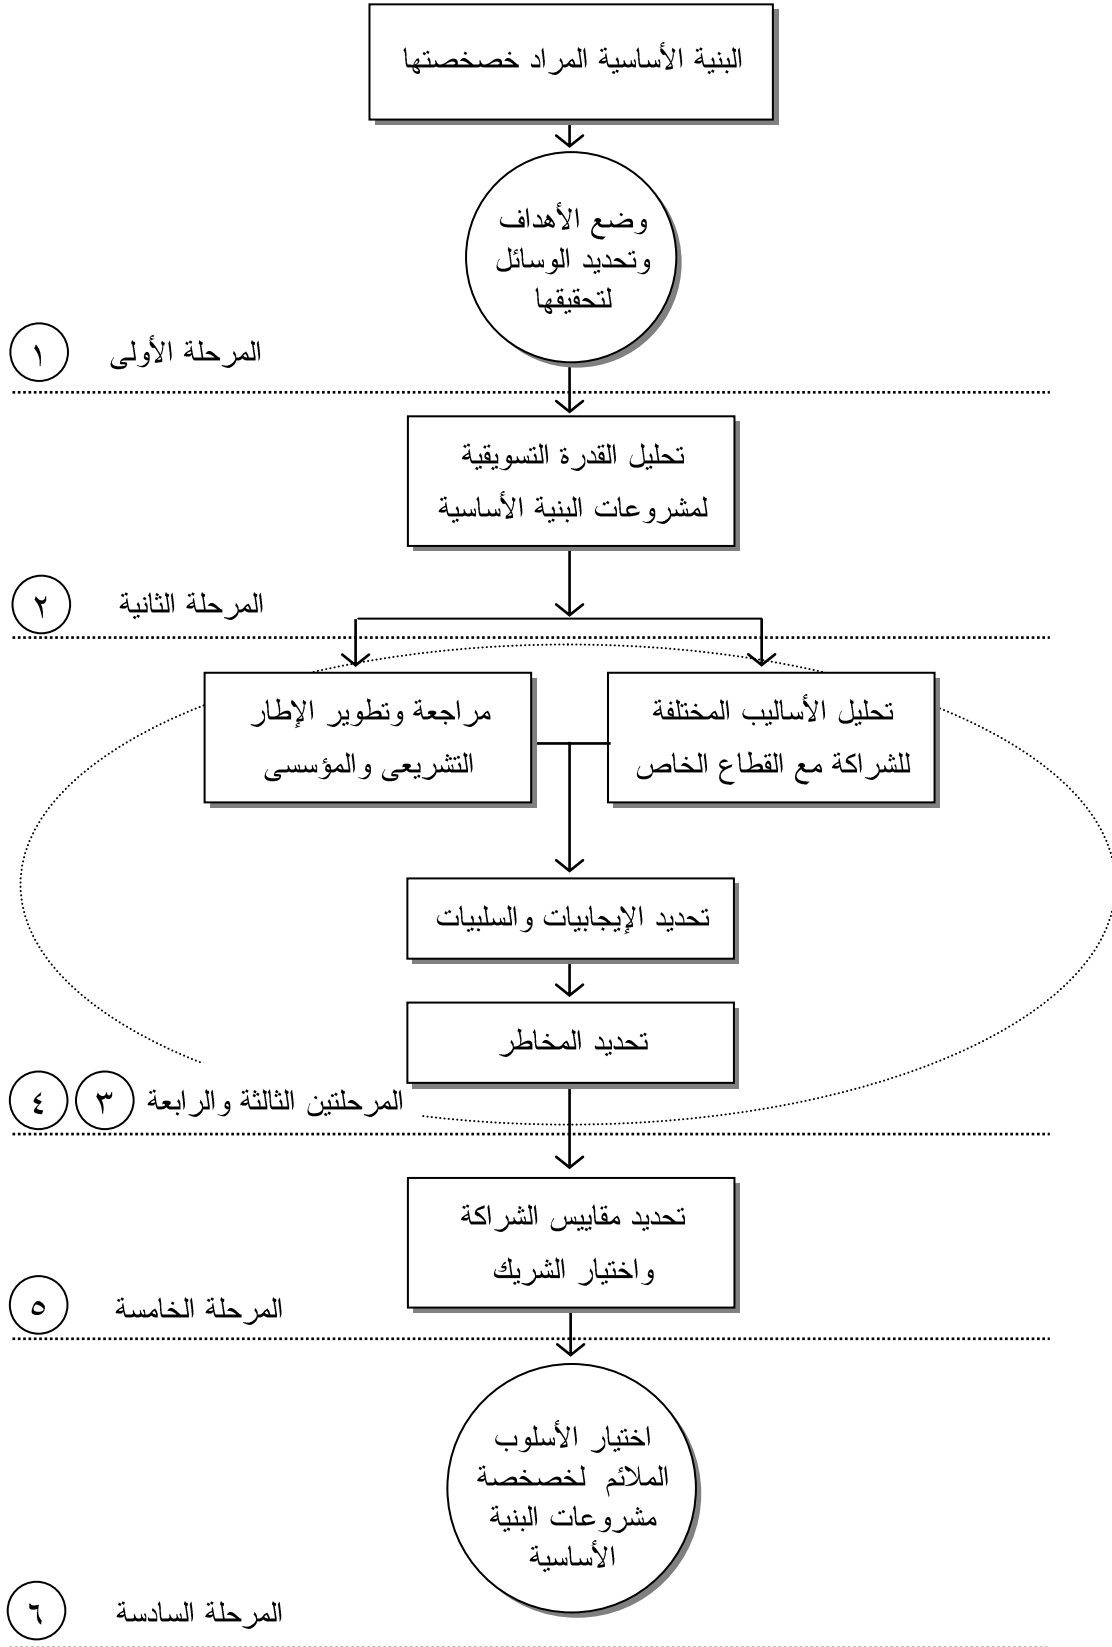 البنية الأساسية المراد خصخصتها
وضع الأهداف
وتحديد الوسائل
لتحقيقها
المرحلة الأولى ١
تحليل القدرة التسويقية
لمشروعات البنية الأساسية
المرحلة الثانية ٢
تحليل الأساليب المختلفة
للشراكة مع القطاع الخاص
مراجعة وتطوير الإطار
التشريعى والمؤسسى
تحديد الإيجابيات والسلبيات
تحديد المخاطر
المرحلتين الثالثة والرابعة ٣ ٤
تحديد مقاييس الشراكة
واختيار الشريك
المرحلة الخامسة ٥
اختيار الأسلوب
الملائم لخصخصة
مشروعات البنية
الأساسية
المرحلة السادسة ٦